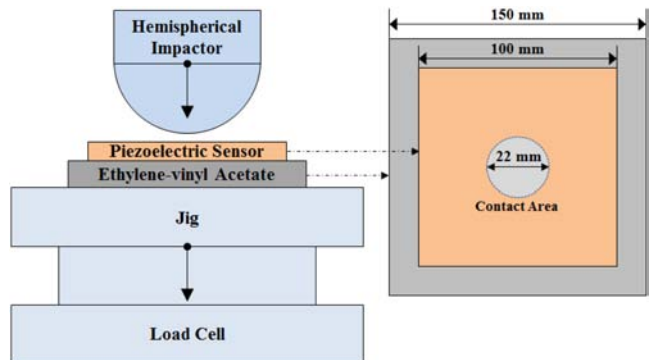 Hemispherical
Impactor
Piezoelectric Sensor
Ethylene-vinyl Acetate
Jig
Load Cell
150 mm
100 mm
22 mm
Contact Area